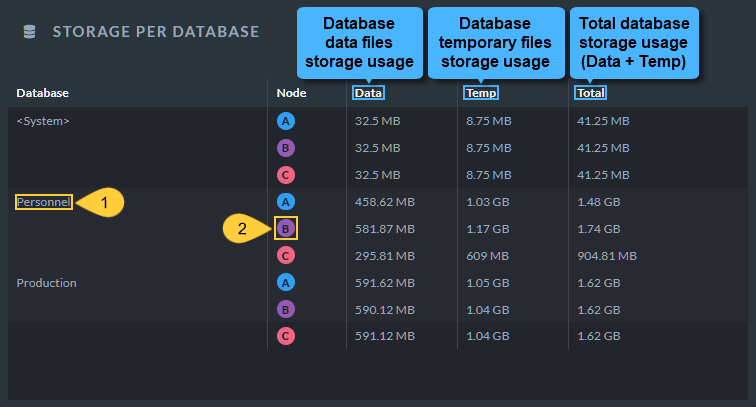 STORAGE PER DATABASE
Database
data files
storage usage
Database
temporary files
storage usage
Total database
storage usage
(Data + Temp)
Database Node Data Temp Total
<System> A 32.5 MB 8.75 MB 41.25 MB
B 32.5 MB 8.75 MB 41.25 MB
C 32.5 MB 8.75 MB 41.25 MB
Personnel 1 A 458.62 MB 1.03 GB 1.48 GB
2 B 581.87 MB 1.17 GB 1.74 GB
C 295.81 MB 609 MB 904.81 MB
Production A 591.62 MB 1.05 GB 1.62 GB
B 590.12 MB 1.04 GB 1.62 GB
C 591.12 MB 1.04 GB 1.62 GB